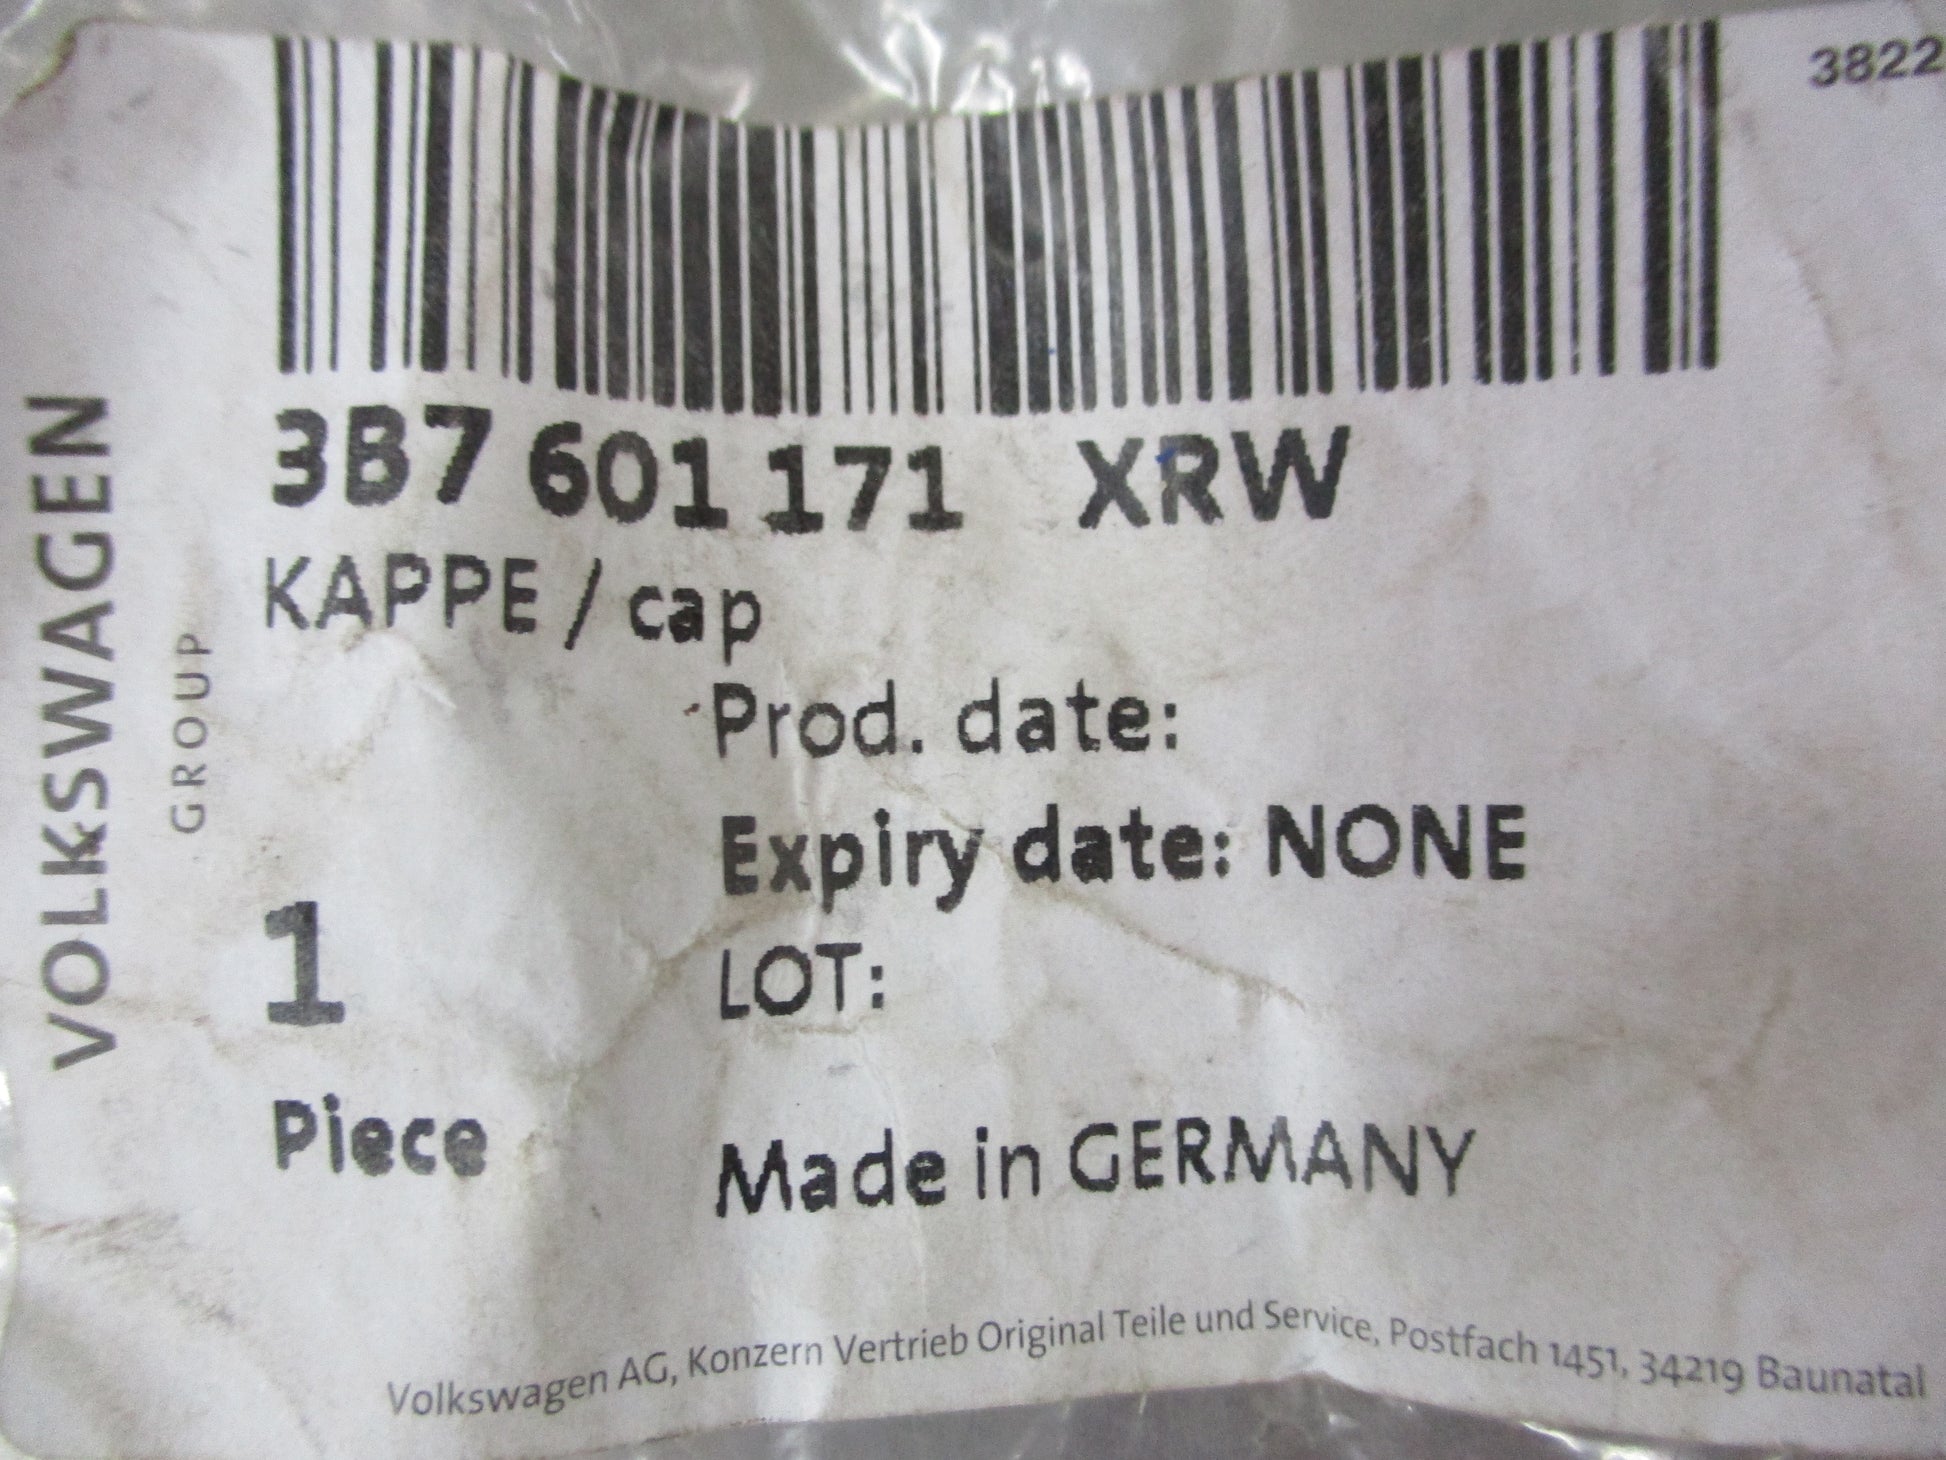 3822
3B7 601 171 XRW
KAPPE / cap
Prod. date:
Expiry date: NONE
LOT:
1
Piece
Made in GERMANY
VOLKSWAGEN
GROUP
Volkswagen AG, Konzern Vertrieb Original Teile und Service, Postfach 1451, 34219 Baunatal